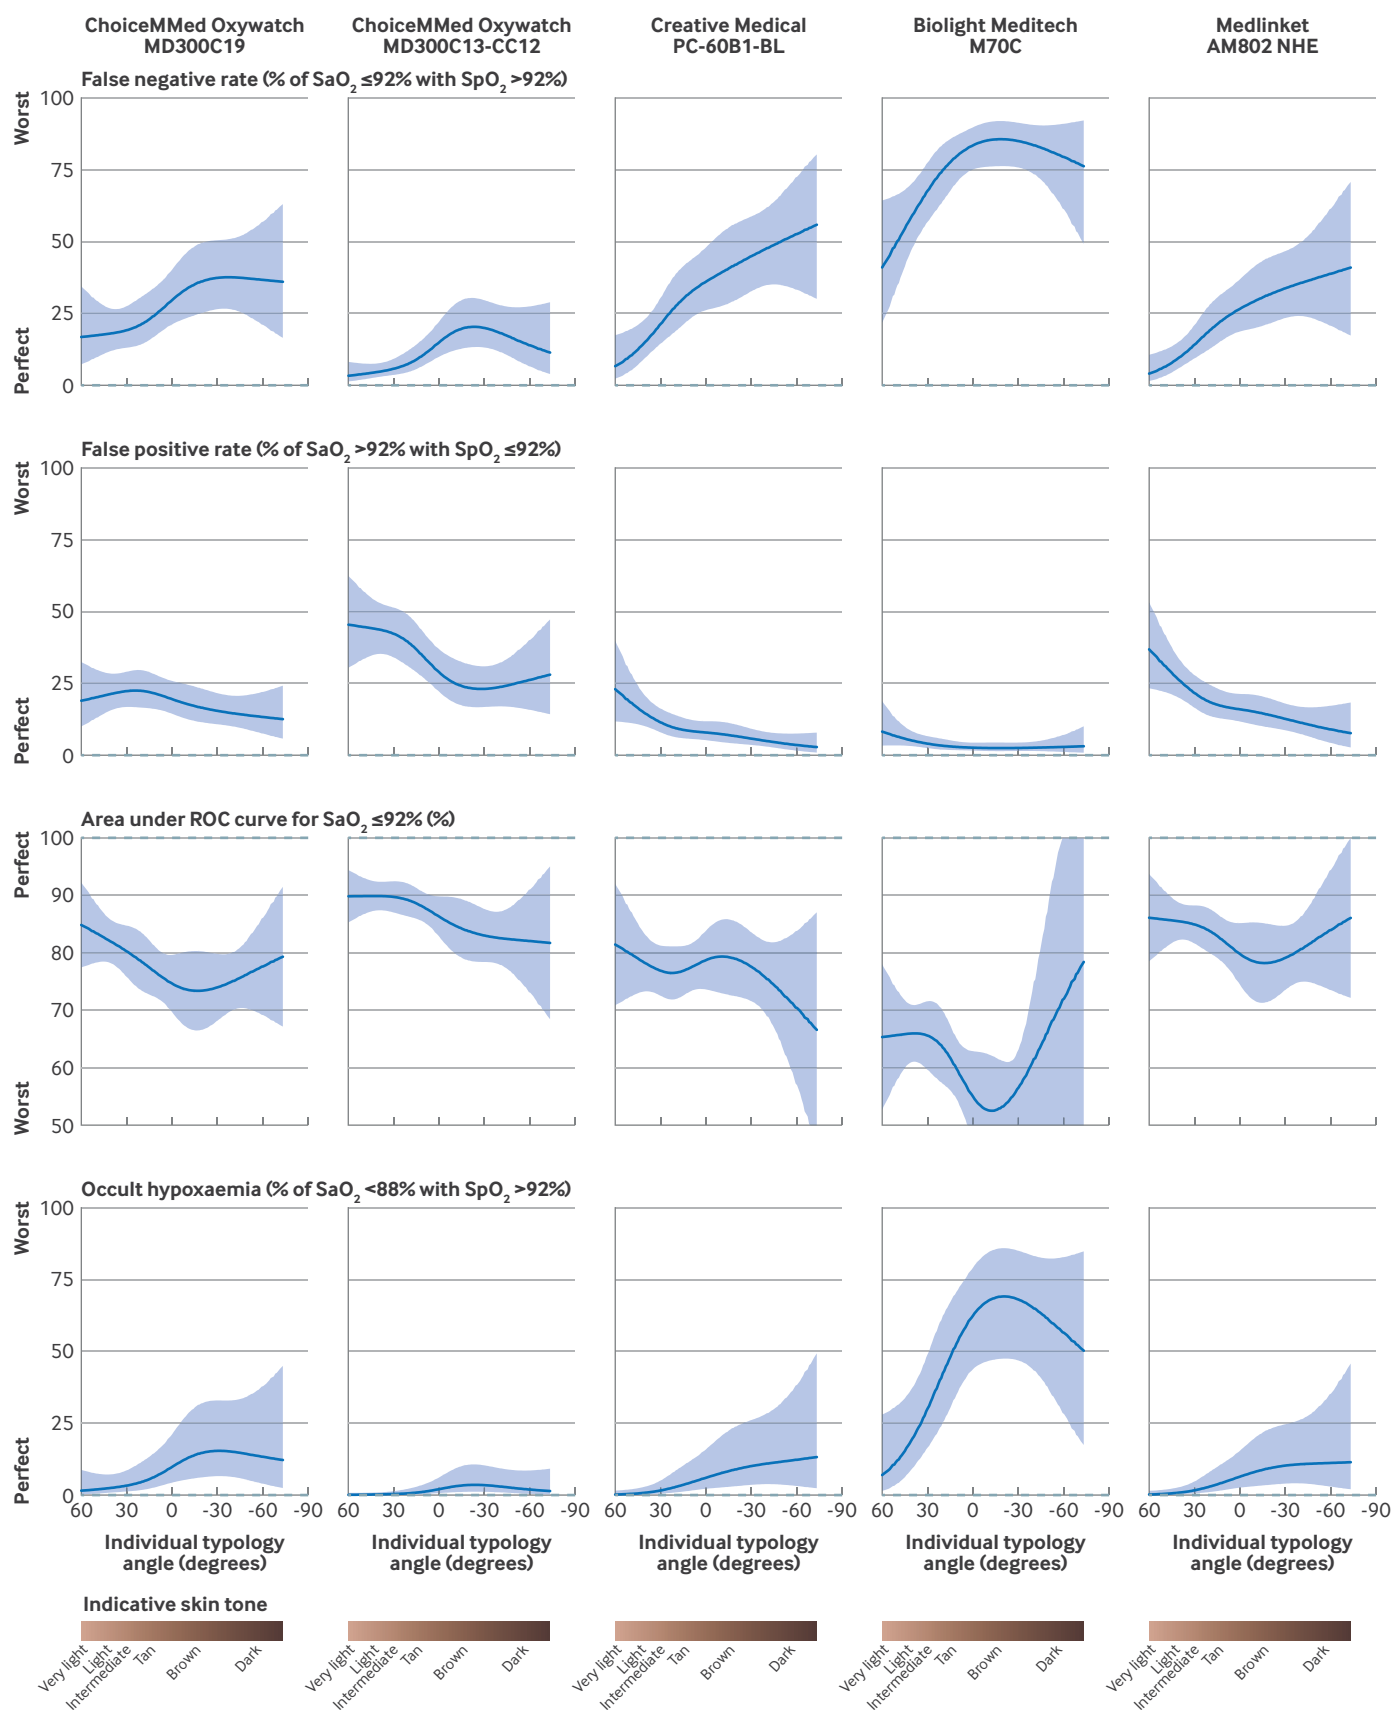 ChoiceMMed Oxywatch
MD300C19
ChoiceMMed Oxywatch
MD300C13-CC12
Creative Medical
PC-60B1-BL
Biolight Meditech
M70C
Medlinket
AM802 NHE
False negative rate (% of SaO2 ≤92% with SpO2 >92%)
Worst
Perfect
100
75
50
25
0
False positive rate (% of SaO2 >92% with SpO2 ≤92%)
Worst
Perfect
100
75
50
25
0
Area under ROC curve for SaO2 ≤92% (%)
Perfect
Worst
100
90
80
70
60
50
Occult hypoxaemia (% of SaO2 <88% with SpO2 >92%)
Worst
Perfect
100
75
50
25
0
60 30 0 -30 -60 -90
60 30 0 -30 -60 -90
60 30 0 -30 -60 -90
60 30 0 -30 -60 -90
60 30 0 -30 -60 -90
Individual typology
angle (degrees)
Individual typology
angle (degrees)
Individual typology
angle (degrees)
Individual typology
angle (degrees)
Individual typology
angle (degrees)
Indicative skin tone
Very light
Light
Intermediate
Tan
Brown
Dark
Very light
Light
Intermediate
Tan
Brown
Dark
Very light
Light
Intermediate
Tan
Brown
Dark
Very light
Light
Intermediate
Tan
Brown
Dark
Very light
Light
Intermediate
Tan
Brown
Dark